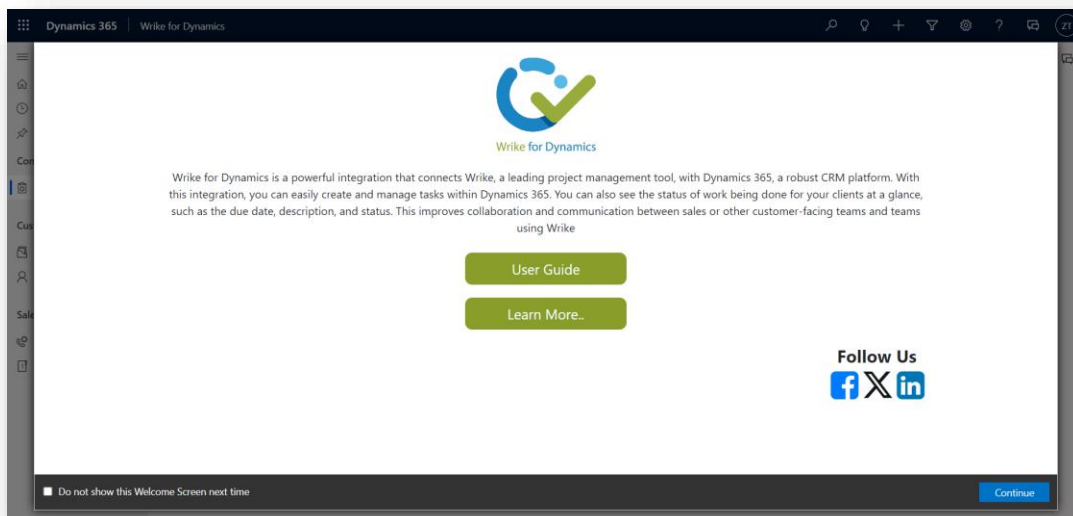 Dynamics 365 Wrike for Dynamics ZT
Con
Cus
Sale
Wrike for Dynamics
Wrike for Dynamics is a powerful integration that connects Wrike, a leading project management tool, with Dynamics 365, a robust CRM platform. With
this integration, you can easily create and manage tasks within Dynamics 365. You can also see the status of work being done for your clients at a glance,
such as the due date, description, and status. This improves collaboration and communication between sales or other customer-facing teams and teams
using Wrike
User Guide
Learn More..
Follow Us
Do not show this Welcome Screen next time
Continue